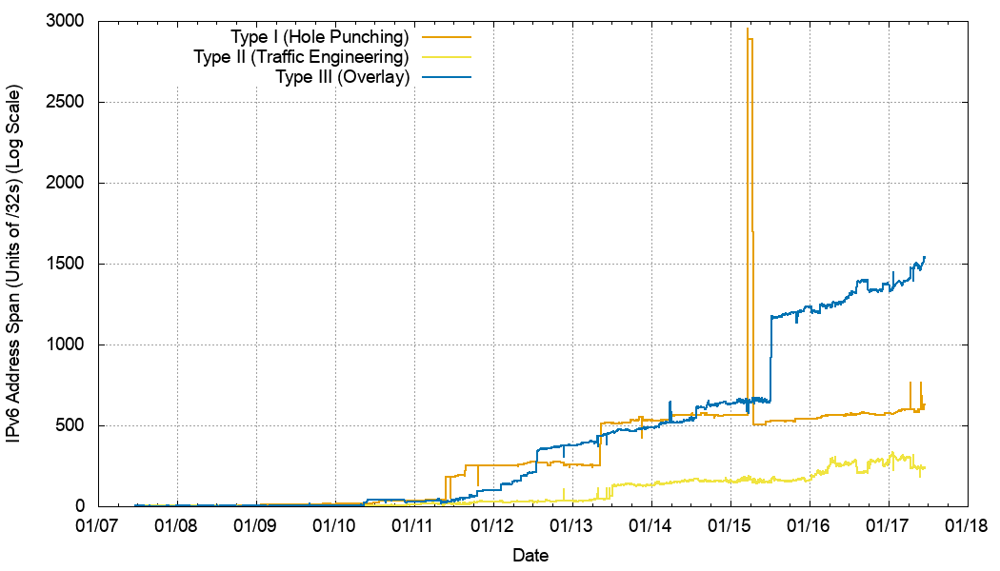 3000
2500
2000
1500
1000
500
0
IPv6 Address Span (Units of /32s) (Log Scale)
Type I (Hole Punching)
Type II (Traffic Engineering)
Type III (Overlay)
01/07 01/08 01/09 01/10 01/11 01/12 01/13 01/14 01/15 01/16 01/17 01/18
Date